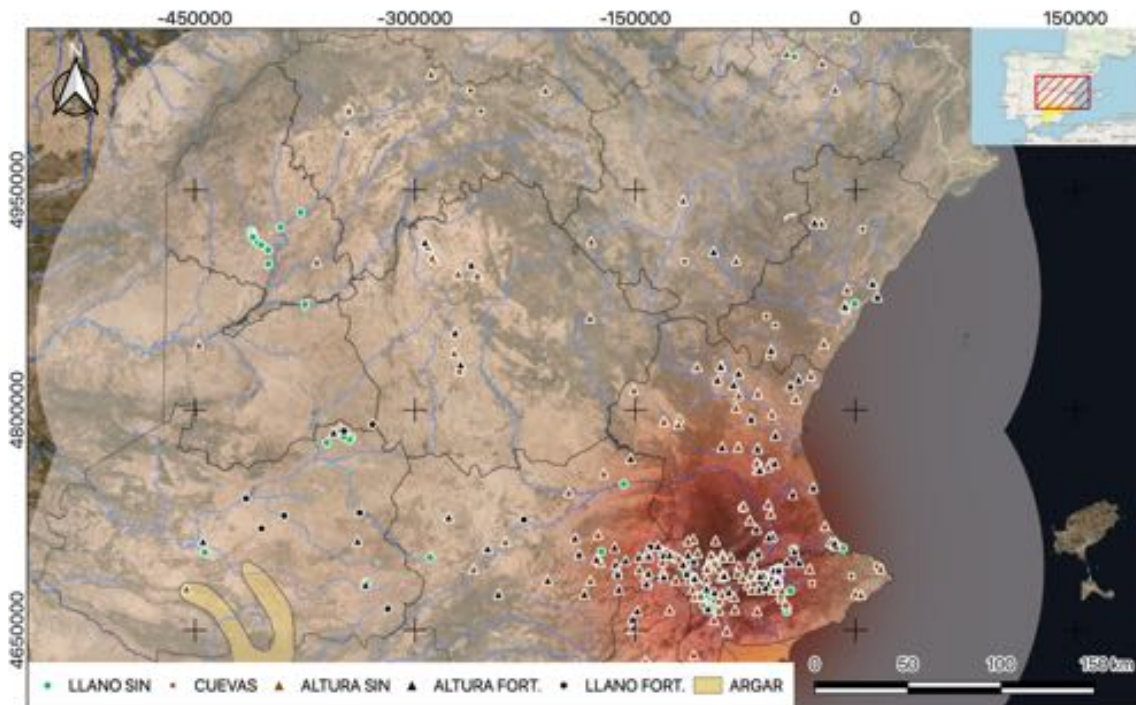 -450000 -300000 -150000 0 150000
N
4950000
4800000
4650000
LLANO SIN CUEVAS ALTURA SIN ALTURA FORT. LLANO FORT. ARGAR
0 50 100 150 km